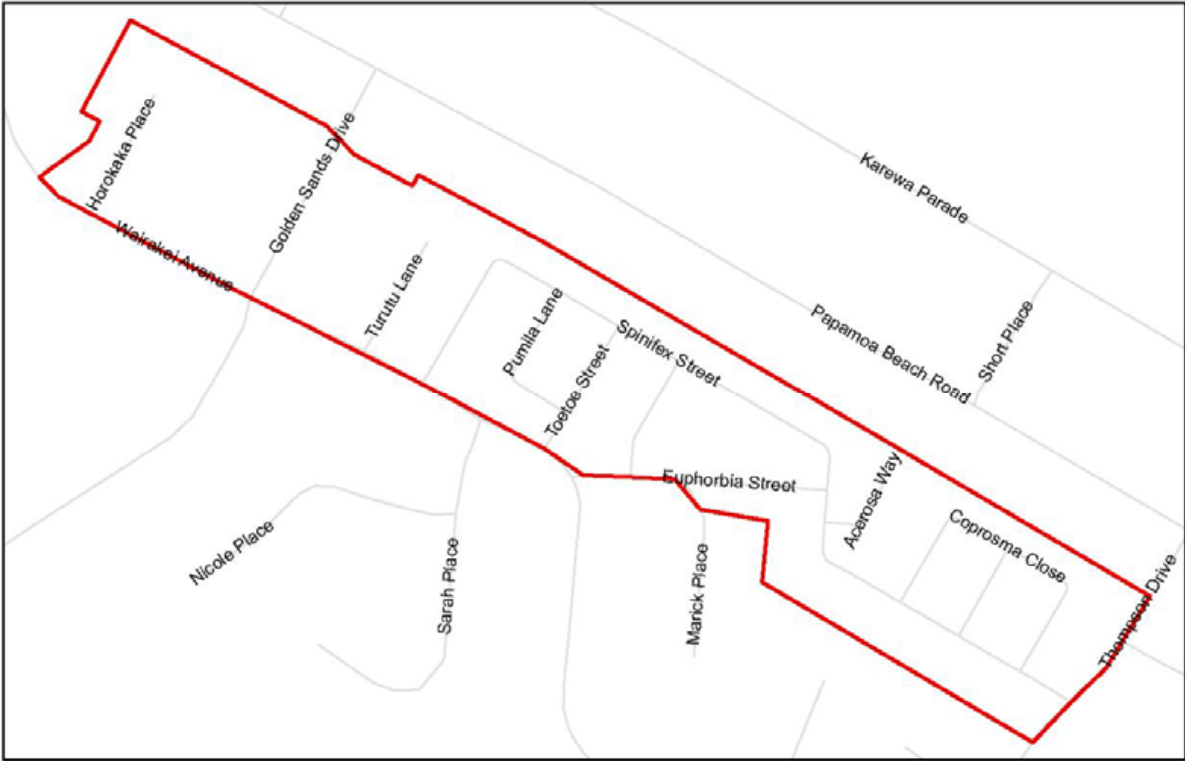 Horokaka Place
Golden Sands Drive
Wairakei Avenue
Karewa Parade
Turutu Lane
Pumila Lane
Spinifex Street
Toetoe Street
Papamoa Beach Road
Short Place
Euphorbia Street
Acerosa Way
Coprosma Close
Nicole Place
Sarah Place
Marick Place
Thompson Drive